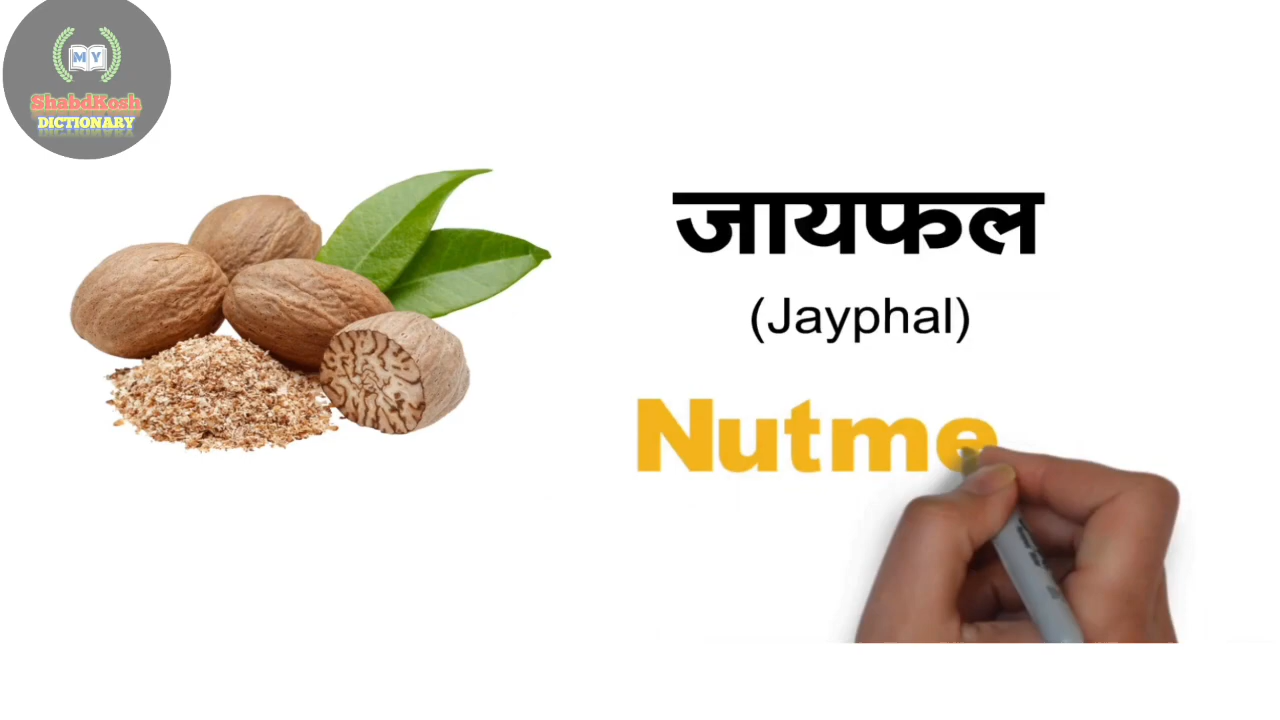 MY
ShabdKosh
DICTIONARY
जायफल
(Jayphal)
Nutme